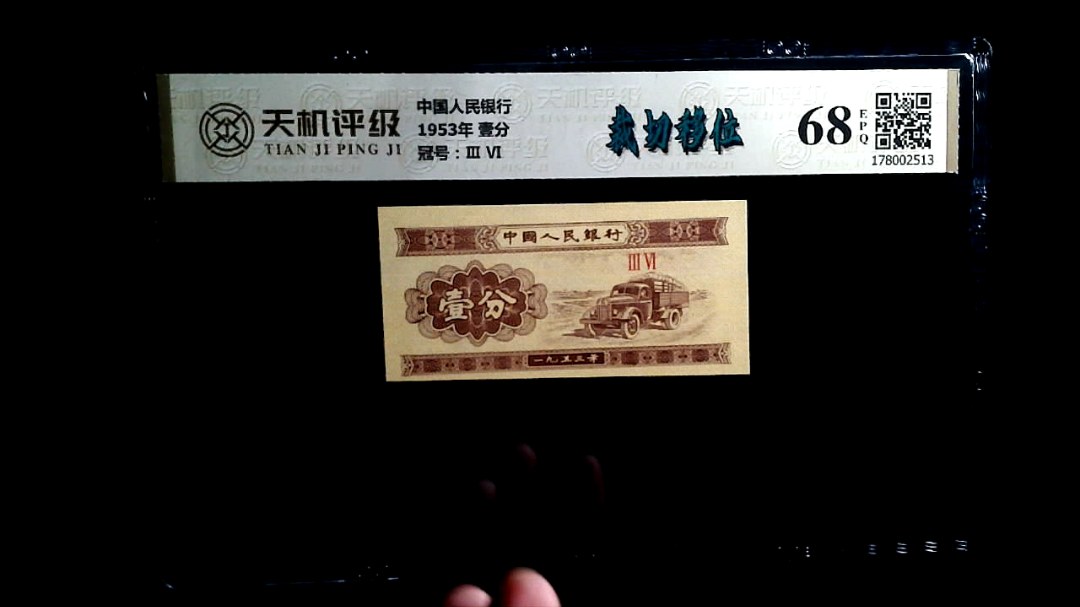 天机评级
TIAN JI PING JI
中国人民银行
1953年 壹分
冠号：Ⅲ Ⅵ
裁切移位
68
EPQ
178002513
中國人民銀行
Ⅲ Ⅵ
壹分
一九五三年